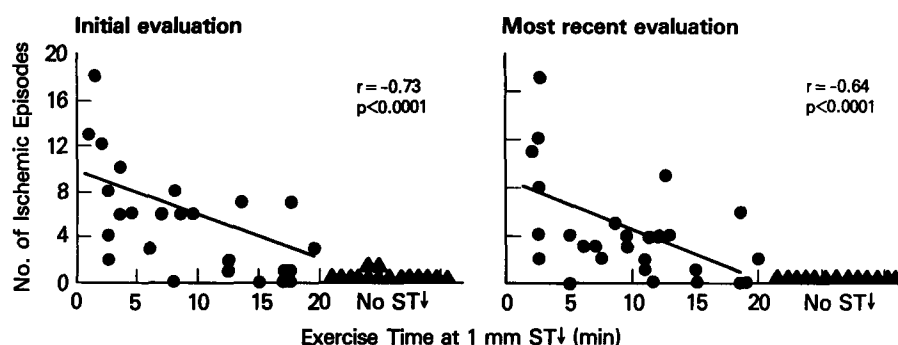 Initial evaluation
Most recent evaluation
No. of Ischemic Episodes
20
16
12
8
4
0
r = -0.73
p<0.0001
r = -0.64
p<0.0001
0 5 10 15 20 No ST↓
0 5 10 15 20 No ST↓
Exercise Time at 1 mm ST↓ (min)